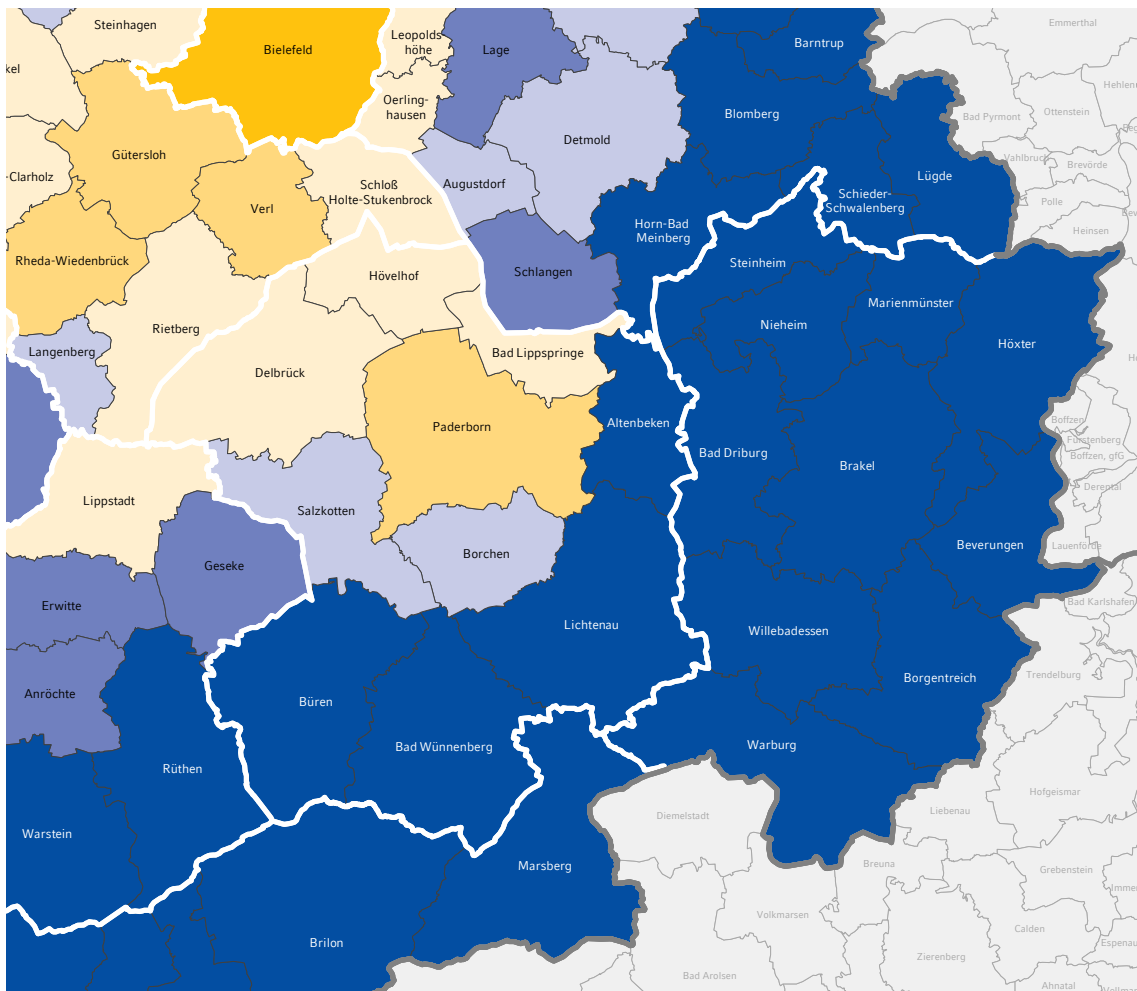 Steinhagen
Bielefeld
Leopolds
höhe
Lage
Barntrup
Emmerthal
kel
Oerling-
hausen
Blomberg
Hehlen
Ottenstein
Bad Pyrmont
Detmold
Gütersloh
Vahlbruch
Brevörde
-Clarholz
Schloß
Holte-Stukenbrock
Augustdorf
Lügde
Verl
Schieder-
Schwalenberg
Polle
Horn-Bad
Meinberg
Heinsen
Rheda-Wiedenbrück
Steinheim
Hövelhof
Schlangen
Marienmünster
Rietberg
Nieheim
Höxter
Langenberg
Bad Lippspringe
Delbrück
Altenbeken
Paderborn
Boffzen
Fürstenberg
Bad Driburg
Boffzen, gfG
Brakel
Derental
Lippstadt
Salzkotten
Beverungen
Lauenförde
Borchen
Geseke
Erwitte
Bad Karlshafen
Lichtenau
Willebadessen
Trendelburg
Borgentreich
Anröchte
Büren
Bad Wünnenberg
Warburg
Rüthen
Hofgeismar
Liebenau
Diemelstadt
Warstein
Marsberg
Breuna
Grebenstein
Imme
Volkmarsen
Calden
Brilon
Espenau
Zierenberg
Bad Arolsen
Ahnatal